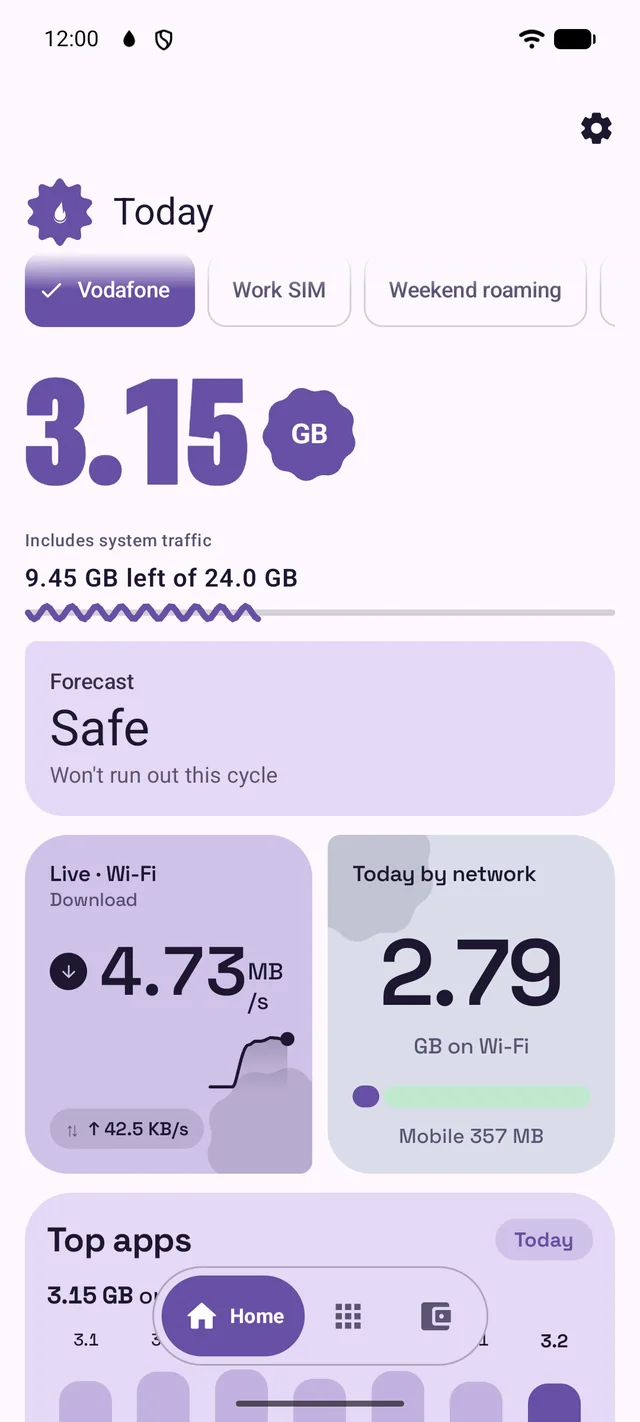 12:00
Today
Vodafone
Work SIM
Weekend roaming
3.15 GB
Includes system traffic
9.45 GB left of 24.0 GB
Forecast
Safe
Won't run out this cycle
Live · Wi-Fi
Download
4.73 MB
/s
↑ 42.5 KB/s
Today by network
2.79
GB on Wi-Fi
Mobile 357 MB
Top apps
Today
3.15 GB
Home
3.1
3.2